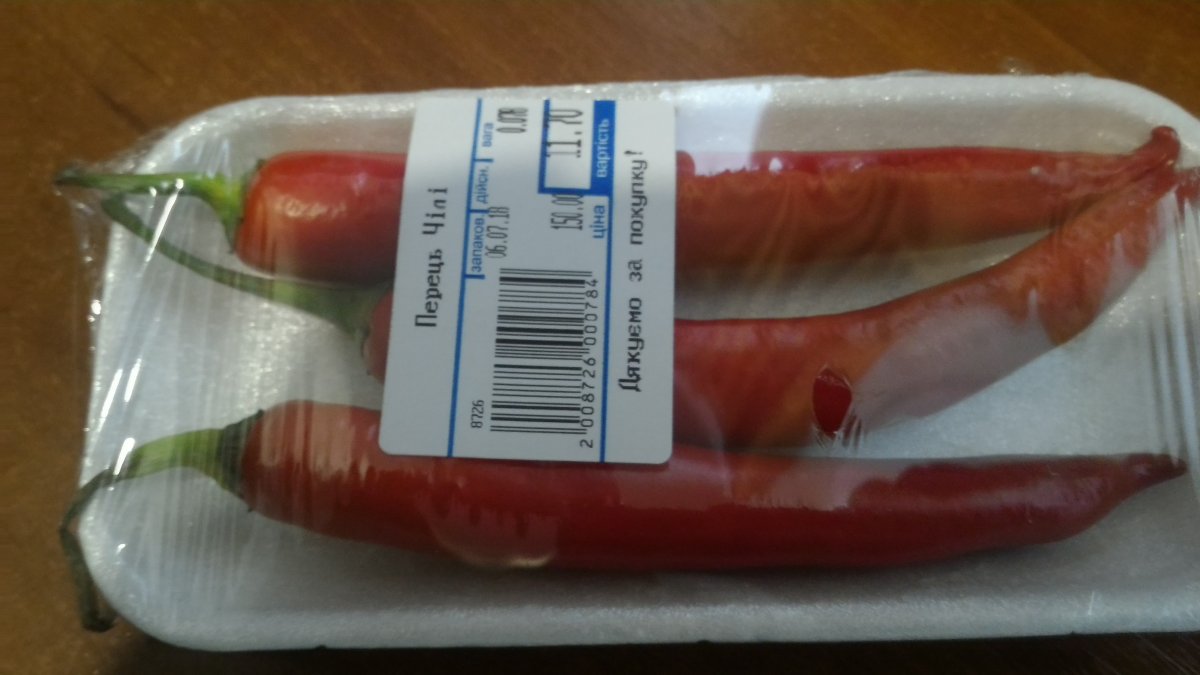 Перець Чілі
запаков. дійсн. вага
06.07.18 0.078
150.00 11.70
ціна вартість
8726
2 008726 000784
Дякуємо за покупку!